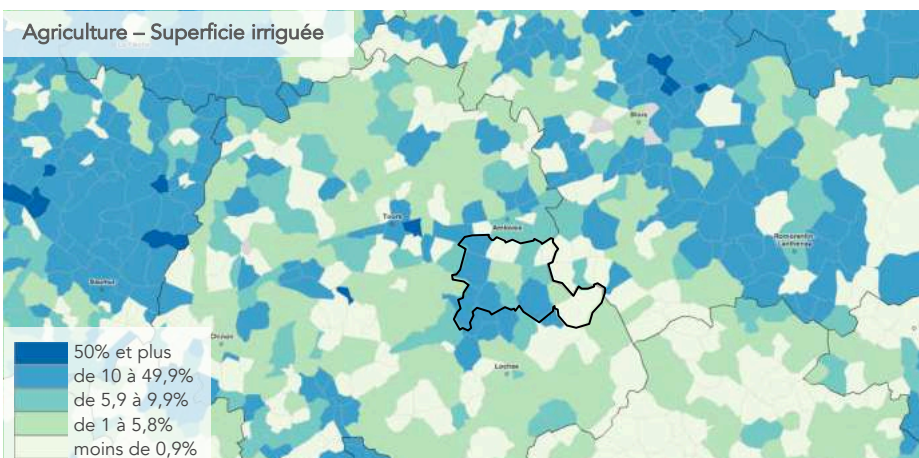 Agriculture – Superficie irriguée
Blois
Tours
Amboise
Romorantin
Lanthenay
Chinon
Loches
50% et plus
de 10 à 49,9%
de 5,9 à 9,9%
de 1 à 5,8%
moins de 0,9%